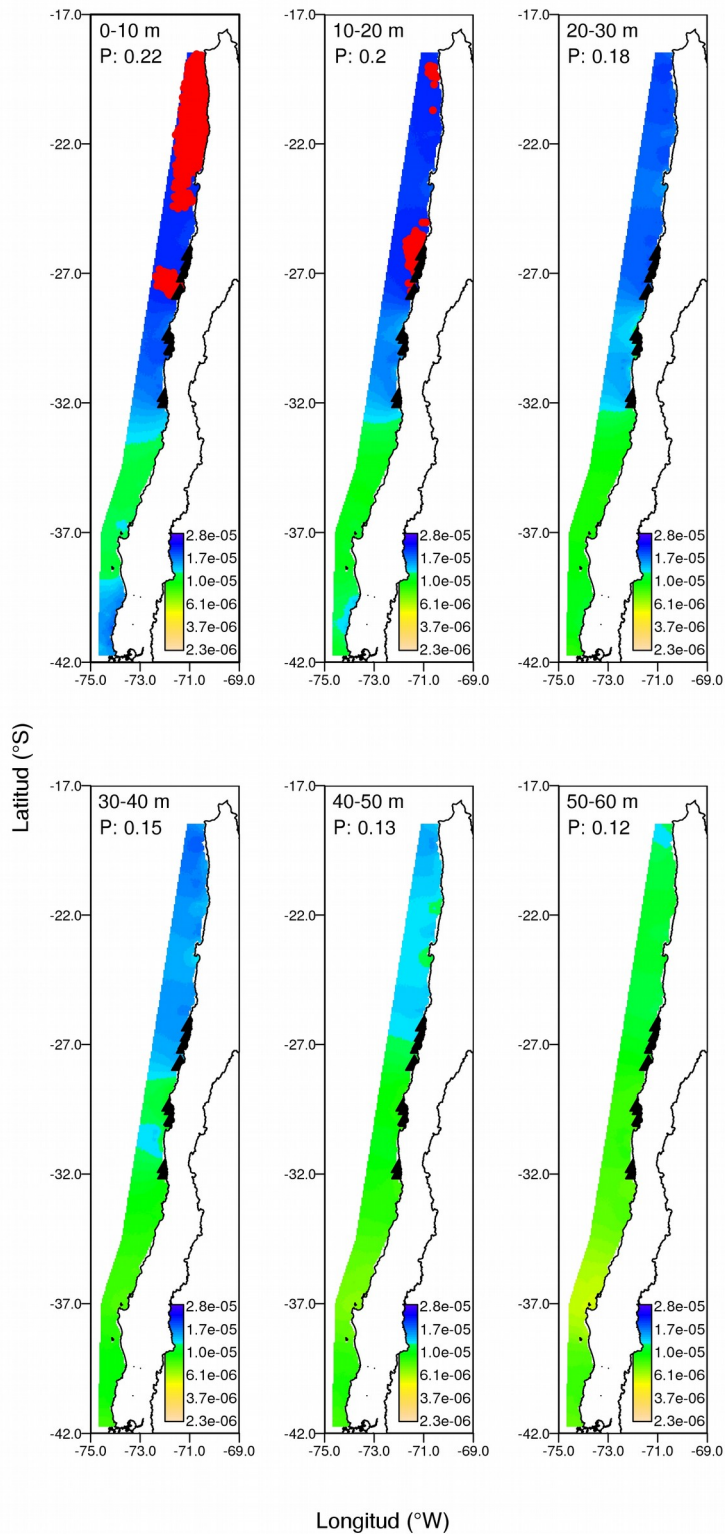 0-10 m
P: 0.22
-17.0
-22.0
-27.0
-32.0
-37.0
-42.0
2.8e-05
1.7e-05
1.0e-05
6.1e-06
3.7e-06
2.3e-06
-75.0 -73.0 -71.0 -69.0
10-20 m
P: 0.2
-17.0
-22.0
-27.0
-32.0
-37.0
-42.0
2.8e-05
1.7e-05
1.0e-05
6.1e-06
3.7e-06
2.3e-06
-75.0 -73.0 -71.0 -69.0
20-30 m
P: 0.18
-17.0
-22.0
-27.0
-32.0
-37.0
-42.0
2.8e-05
1.7e-05
1.0e-05
6.1e-06
3.7e-06
2.3e-06
-75.0 -73.0 -71.0 -69.0
Latitud (°S)
30-40 m
P: 0.15
-17.0
-22.0
-27.0
-32.0
-37.0
-42.0
2.8e-05
1.7e-05
1.0e-05
6.1e-06
3.7e-06
2.3e-06
-75.0 -73.0 -71.0 -69.0
40-50 m
P: 0.13
-17.0
-22.0
-27.0
-32.0
-37.0
-42.0
2.8e-05
1.7e-05
1.0e-05
6.1e-06
3.7e-06
2.3e-06
-75.0 -73.0 -71.0 -69.0
50-60 m
P: 0.12
-17.0
-22.0
-27.0
-32.0
-37.0
-42.0
2.8e-05
1.7e-05
1.0e-05
6.1e-06
3.7e-06
2.3e-06
-75.0 -73.0 -71.0 -69.0
Longitud (°W)